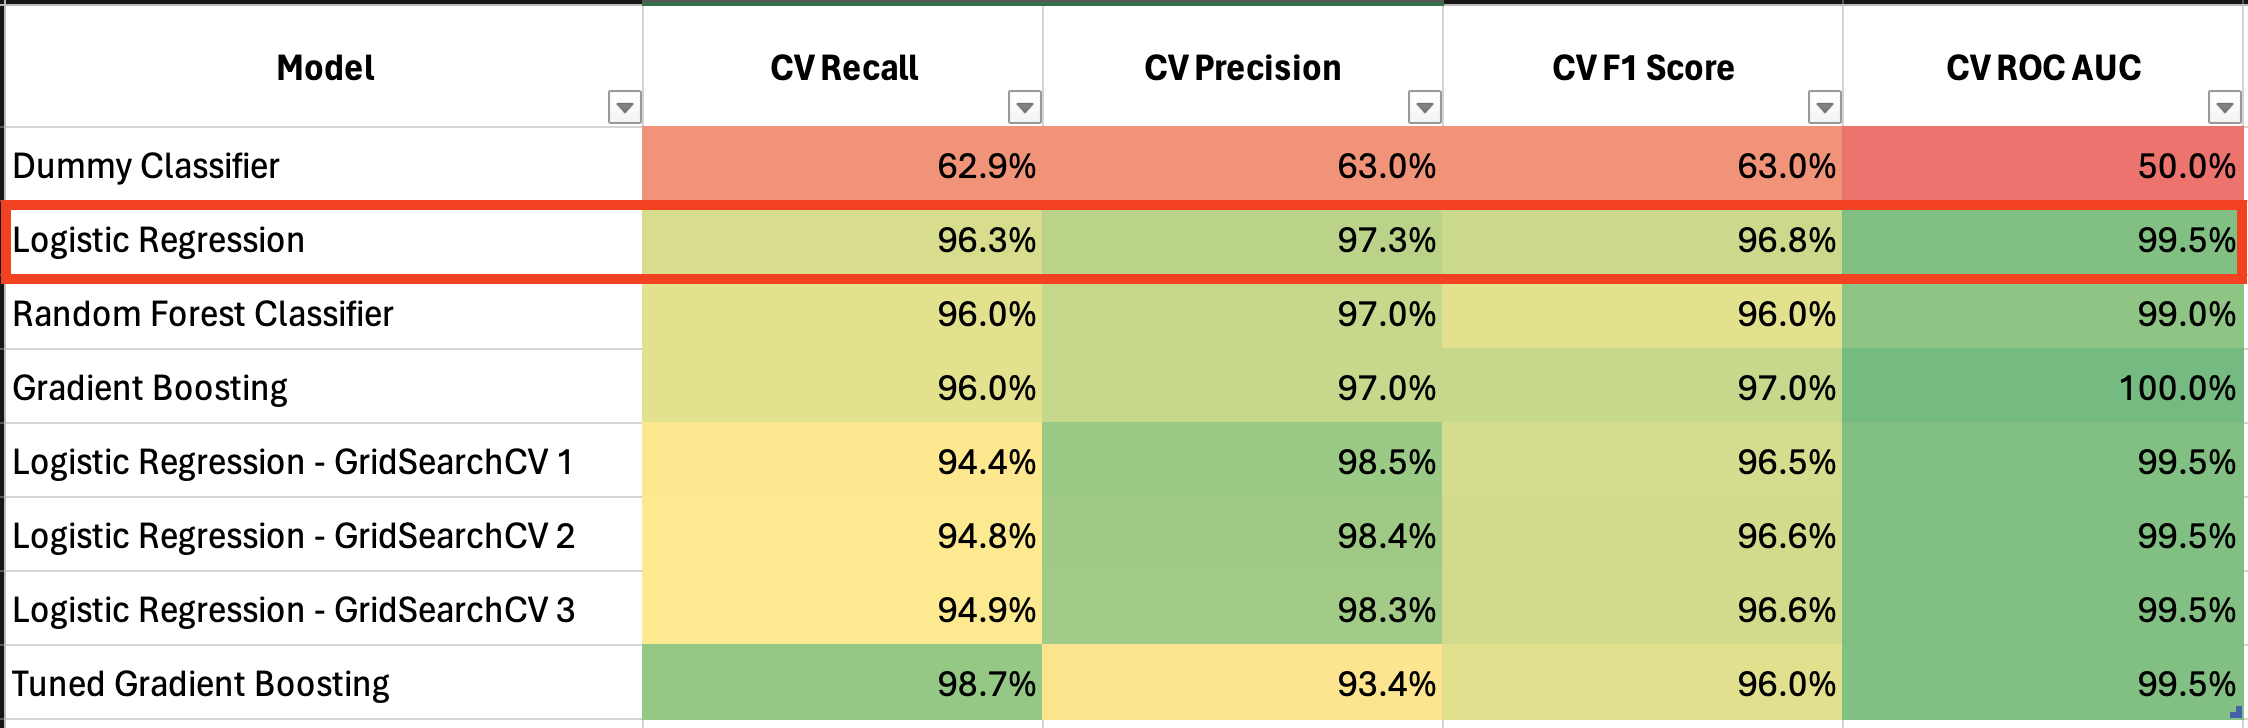 Model CV Recall CV Precision CV F1 Score CV ROC AUC
Dummy Classifier 62.9% 63.0% 63.0% 50.0%
Logistic Regression 96.3% 97.3% 96.8% 99.5%
Random Forest Classifier 96.0% 97.0% 96.0% 99.0%
Gradient Boosting 96.0% 97.0% 97.0% 100.0%
Logistic Regression - GridSearchCV 1 94.4% 98.5% 96.5% 99.5%
Logistic Regression - GridSearchCV 2 94.8% 98.4% 96.6% 99.5%
Logistic Regression - GridSearchCV 3 94.9% 98.3% 96.6% 99.5%
Tuned Gradient Boosting 98.7% 93.4% 96.0% 99.5%